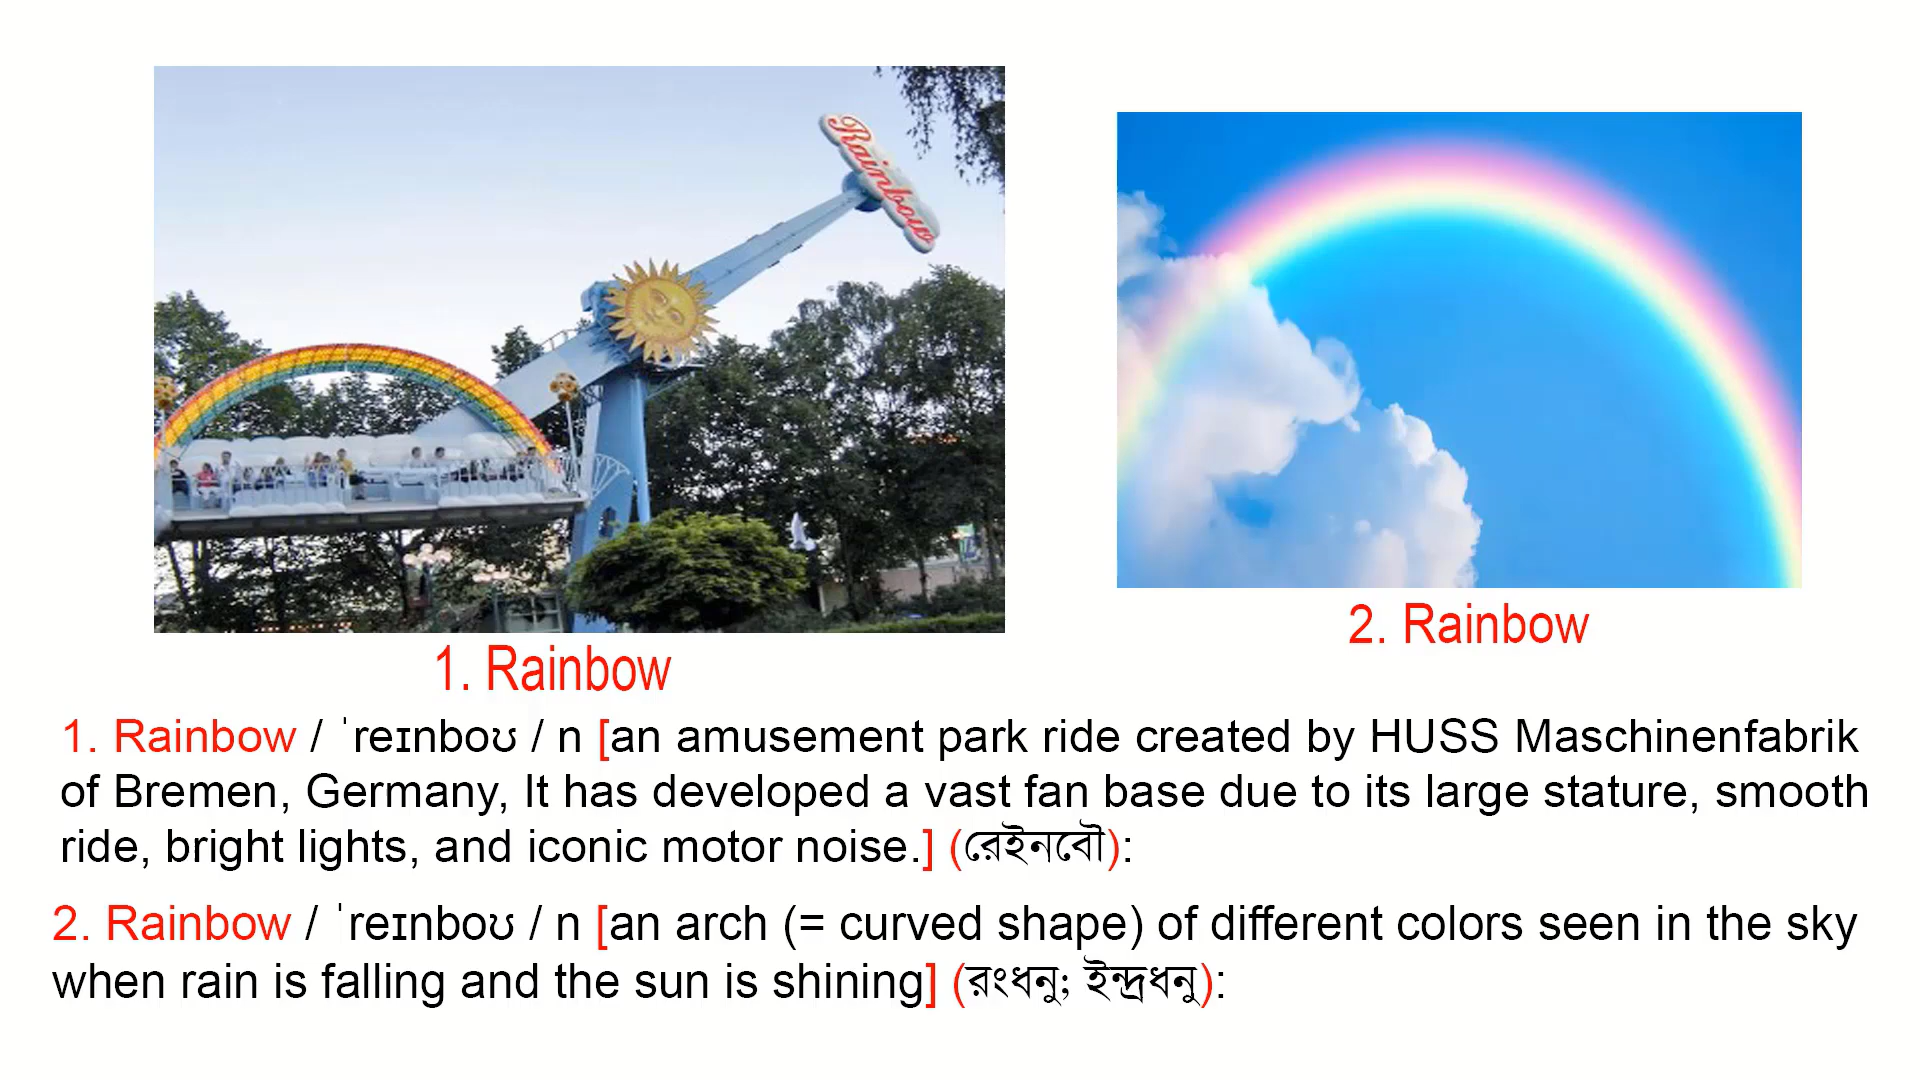 Rainbow
1. Rainbow
2. Rainbow
1. Rainbow / ˈreɪnboʊ / n [an amusement park ride created by HUSS Maschinenfabrik
of Bremen, Germany, It has developed a vast fan base due to its large stature, smooth
ride, bright lights, and iconic motor noise.] (রেইনবৌ):
2. Rainbow / ˈreɪnboʊ / n [an arch (= curved shape) of different colors seen in the sky
when rain is falling and the sun is shining] (রংধনু; ইন্দ্রধনু):